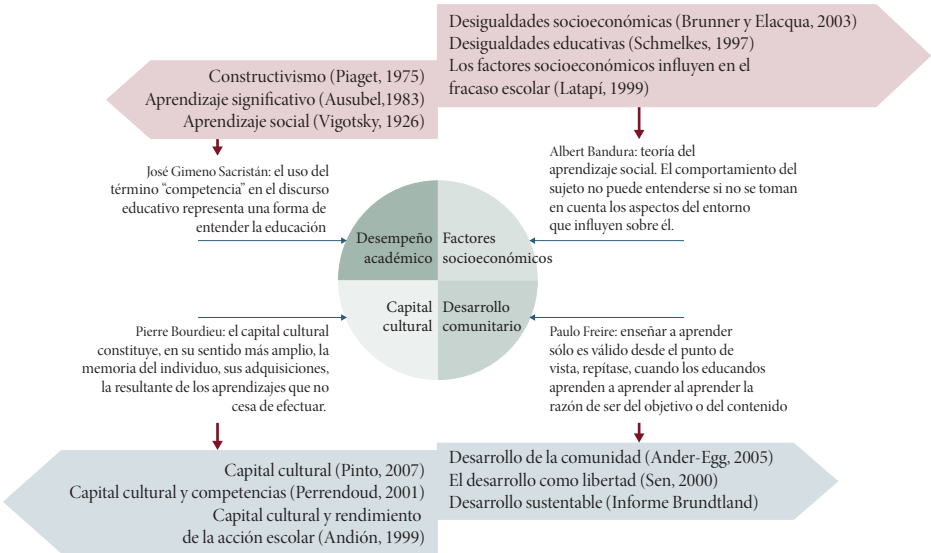 Desigualdades socioeconómicas (Brunner y Elacqua, 2003)
Desigualdades educativas (Schmelkes, 1997)
Los factores socioeconómicos influyen en el
fracaso escolar (Latapí, 1999)
Constructivismo (Piaget, 1975)
Aprendizaje significativo (Ausubel,1983)
Aprendizaje social (Vigotsky, 1926)
José Gimeno Sacristán: el uso del
término “competencia” en el discurso
educativo representa una forma de
entender la educación
Albert Bandura: teoría del
aprendizaje social. El comportamiento del
sujeto no puede entenderse si no se toman
en cuenta los aspectos del entorno
que influyen sobre él.
Desempeño
académico
Factores
socioeconómicos
Capital
cultural
Desarrollo
comunitario
Pierre Bourdieu: el capital cultural
constituye, en su sentido más amplio, la
memoria del individuo, sus adquisiciones,
la resultante de los aprendizajes que no
cesa de efectuar.
Paulo Freire: enseñar a aprender
sólo es válido desde el punto de
vista, repítase, cuando los educandos
aprenden a aprender al aprender la
razón de ser del objetivo o del contenido
Capital cultural (Pinto, 2007)
Capital cultural y competencias (Perrendoud, 2001)
Capital cultural y rendimiento
de la acción escolar (Andión, 1999)
Desarrollo de la comunidad (Ander-Egg, 2005)
El desarrollo como libertad (Sen, 2000)
Desarrollo sustentable (Informe Brundtland)